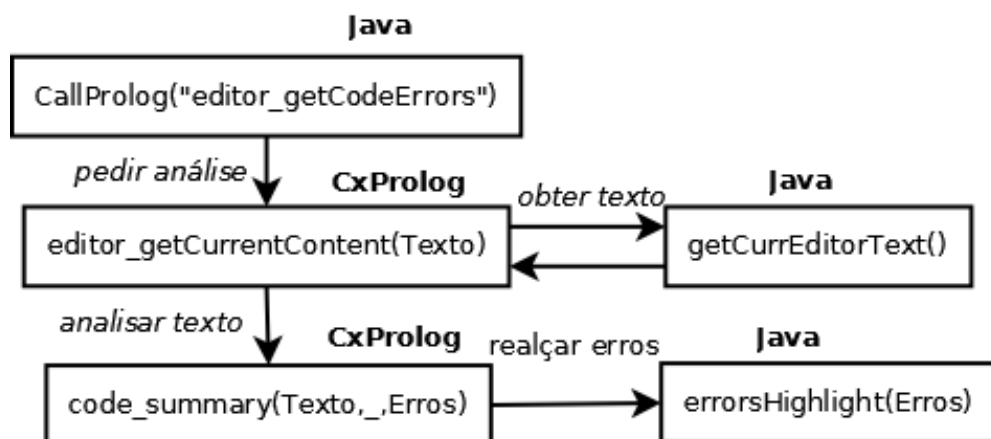 Java
CallProlog("editor_getCodeErrors")
pedir análise
CxProlog
obter texto
Java
editor_getCurrentContent(Texto)
getCurrEditorText()
analisar texto
CxProlog
realçar erros
Java
code_summary(Texto,_,Erros)
errorsHighlight(Erros)